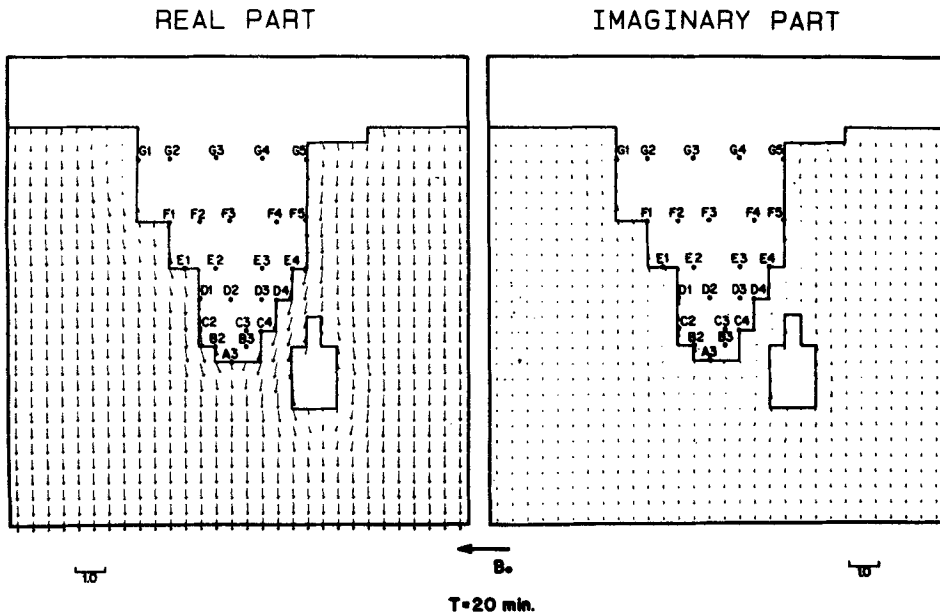 REAL PART
IMAGINARY PART
G1 G2 G3 G4 G5
F1 F2 F3 F4 F5
E1 E2 E3 E4
D1 D2 D3 D4
C2 C3 C4
B2 B3
A3
G1 G2 G3 G4 G5
F1 F2 F3 F4 F5
E1 E2 E3 E4
D1 D2 D3 D4
C2 C3 C4
B2 B3
A3
1.0
B₀
1.0
T=20 min.